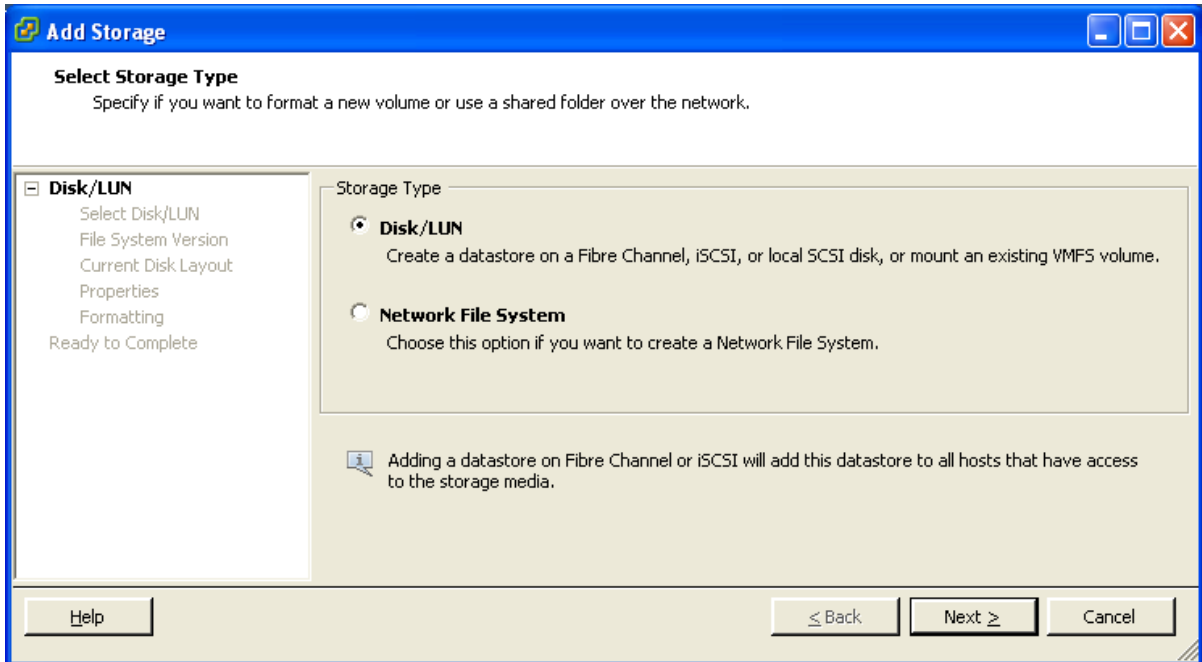 Add Storage
Select Storage Type
Specify if you want to format a new volume or use a shared folder over the network.
Disk/LUN
Select Disk/LUN
File System Version
Current Disk Layout
Properties
Formatting
Ready to Complete
Storage Type
Disk/LUN
Create a datastore on a Fibre Channel, iSCSI, or local SCSI disk, or mount an existing VMFS volume.
Network File System
Choose this option if you want to create a Network File System.
Adding a datastore on Fibre Channel or iSCSI will add this datastore to all hosts that have access
to the storage media.
Help
< Back
Next >
Cancel